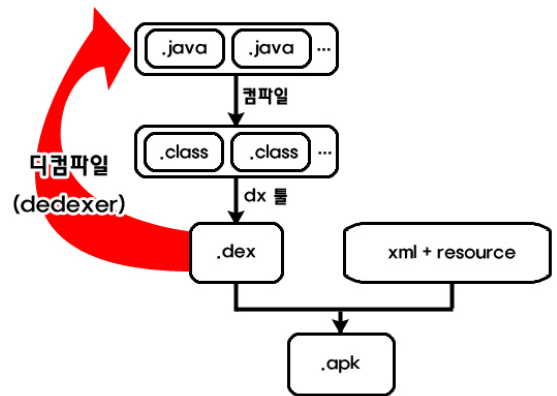 .java .java ...
컴파일
.class .class ...
디컴파일
(dedexer)
dx 툴
.dex
xml + resource
.apk